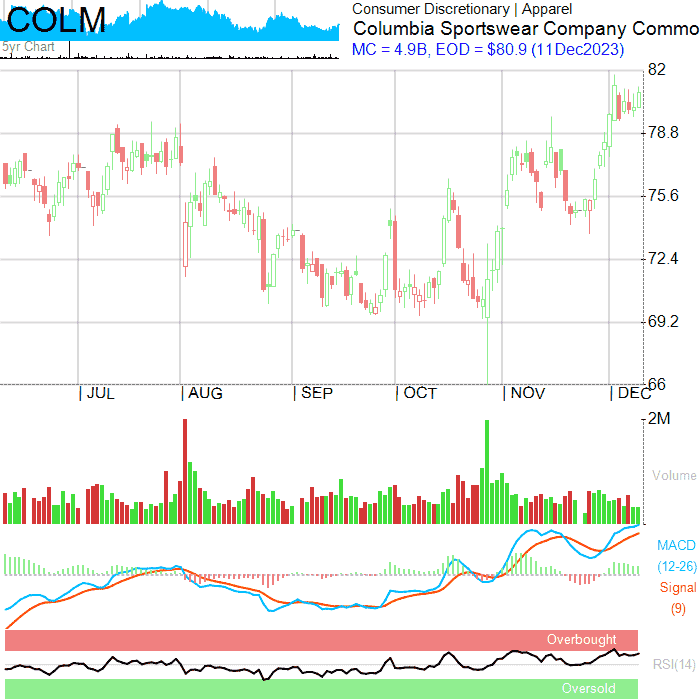 COLM
Consumer Discretionary | Apparel
Columbia Sportswear Company Commo
MC = 4.9B, EOD = $80.9 (11Dec2023)
5yr Chart
82
78.8
75.6
72.4
69.2
66
| JUL | AUG | SEP | OCT | NOV | DEC
2M
Volume
MACD
(12-26)
Signal
(9)
Overbought
RSI(14)
Oversold